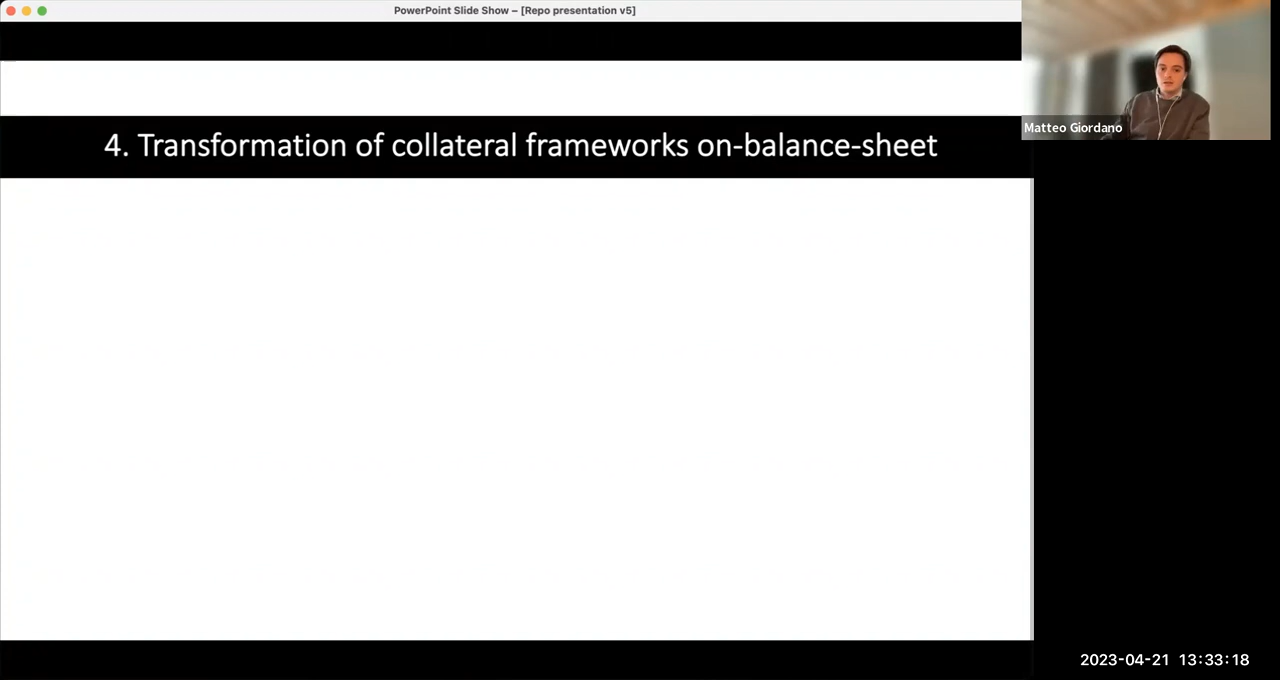 PowerPoint Slide Show – [Repo presentation v5]
4. Transformation of collateral frameworks on-balance-sheet
Matteo Giordano
2023-04-21 13:33:18